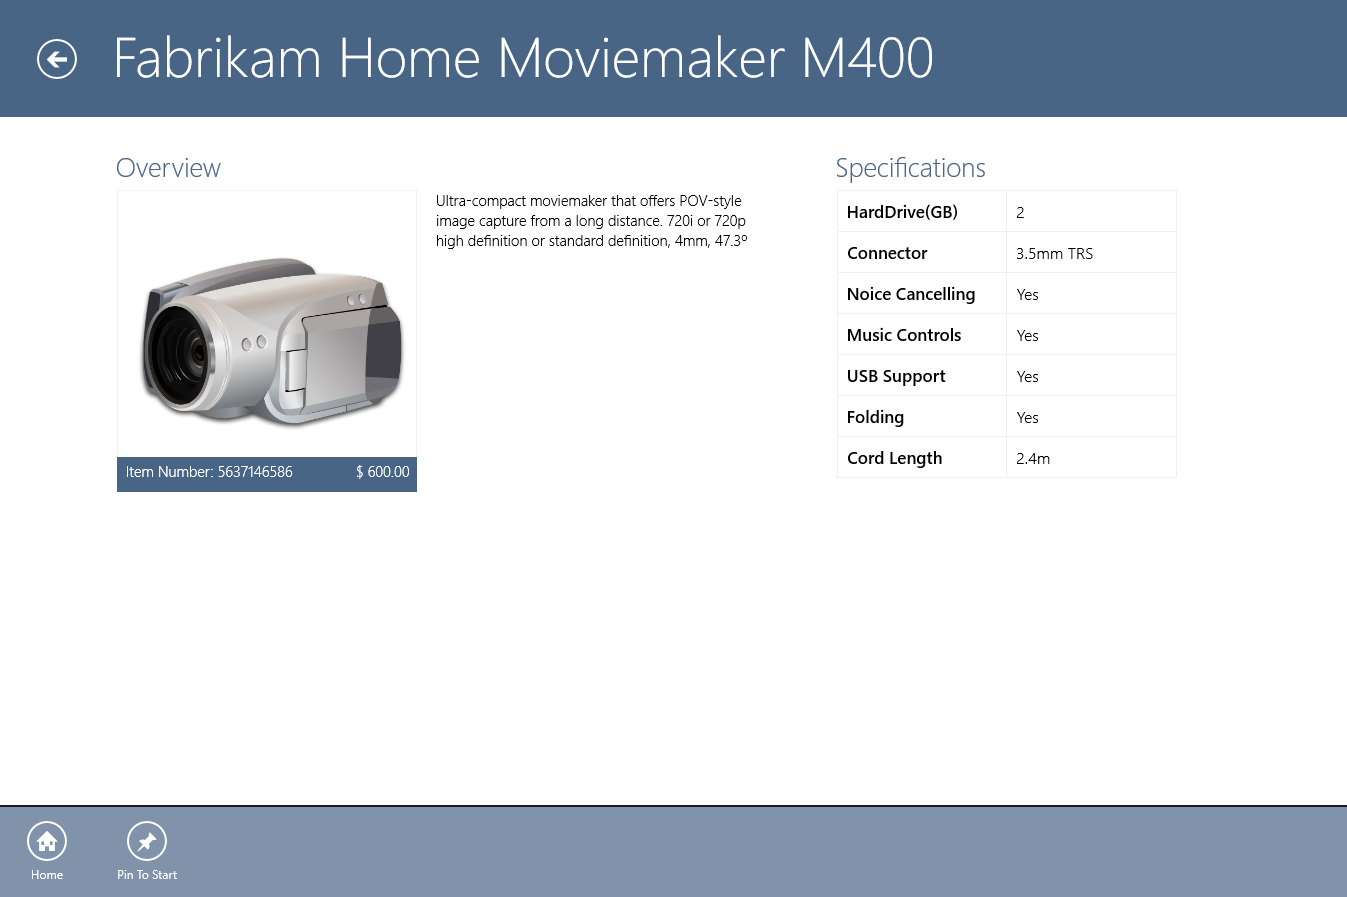 Fabrikam Home Moviemaker M400
Overview
Ultra-compact moviemaker that offers POV-style
image capture from a long distance. 720i or 720p
high definition or standard definition, 4mm, 47.3º
Item Number: 5637146586 $ 600.00
Specifications
HardDrive(GB) 2
Connector 3.5mm TRS
Noice Cancelling Yes
Music Controls Yes
USB Support Yes
Folding Yes
Cord Length 2.4m
Home
Pin To Start